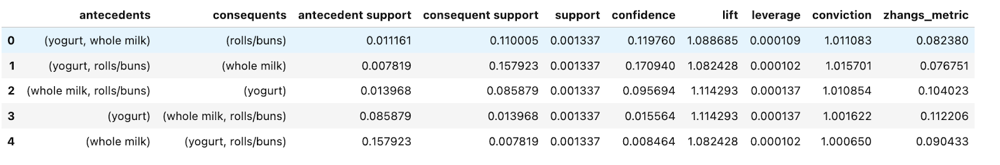 antecedents consequents antecedent support consequent support support confidence lift leverage conviction zhangs_metric
0 (yogurt, whole milk) (rolls/buns) 0.011161 0.110005 0.001337 0.119760 1.088685 0.000109 1.011083 0.082380
1 (yogurt, rolls/buns) (whole milk) 0.007819 0.157923 0.001337 0.170940 1.082428 0.000102 1.015701 0.076751
2 (whole milk, rolls/buns) (yogurt) 0.013968 0.085879 0.001337 0.095694 1.114293 0.000137 1.010854 0.104023
3 (yogurt) (whole milk, rolls/buns) 0.085879 0.013968 0.001337 0.015564 1.114293 0.000137 1.001622 0.112206
4 (whole milk) (yogurt, rolls/buns) 0.157923 0.007819 0.001337 0.008464 1.082428 0.000102 1.000650 0.090433